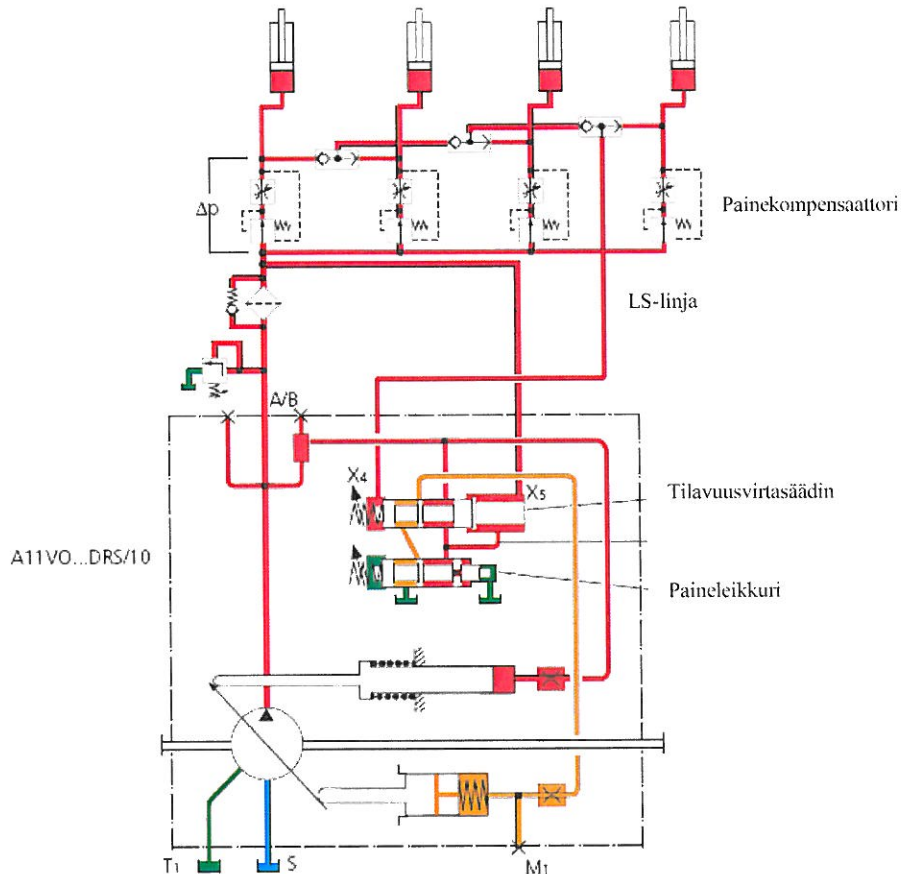 Δp
Painekompensaattori
LS-linja
A/B
X4
X5
Tilavuusvirtasäädin
A11VO...DRS/10
Paineleikkuri
T1
S
M1